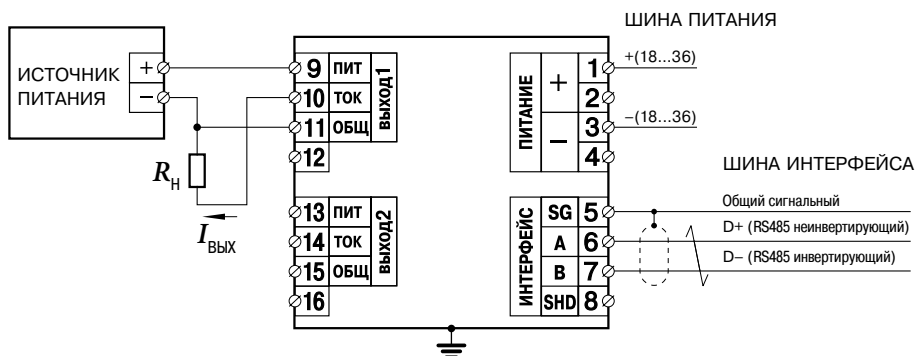 ШИНА ПИТАНИЯ
ИСТОЧНИК
ПИТАНИЯ
+
−
9 ПИТ
10 ТОК
11 ОБЩ
12
ВЫХОД1
R_Н
I_ВЫХ
13 ПИТ
14 ТОК
15 ОБЩ
16
ВЫХОД2
ПИТАНИЕ
+
−
1
2
3
4
+(18...36)
−(18...36)
ШИНА ИНТЕРФЕЙСА
ИНТЕРФЕЙС
SG 5
A 6
B 7
SHD 8
Общий сигнальный
D+ (RS485 неинвертирующий)
D− (RS485 инвертирующий)